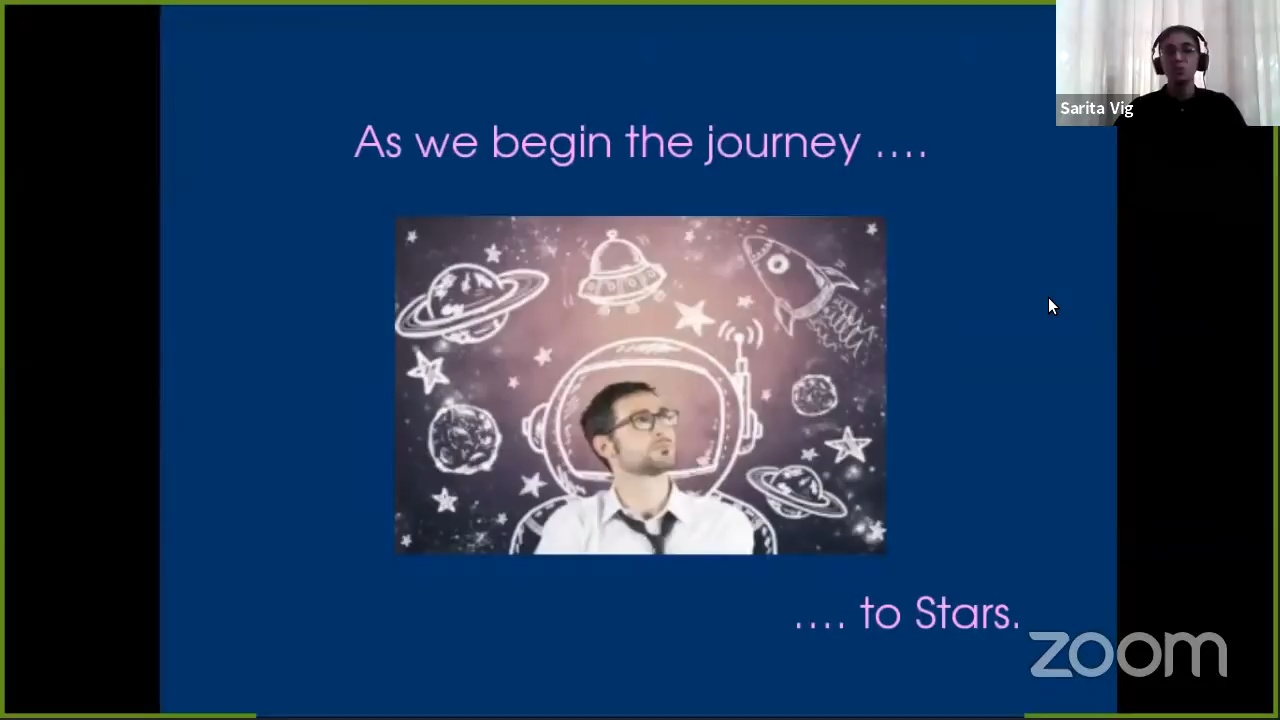 Sarita Vig
As we begin the journey ....
.... to Stars.
zoom